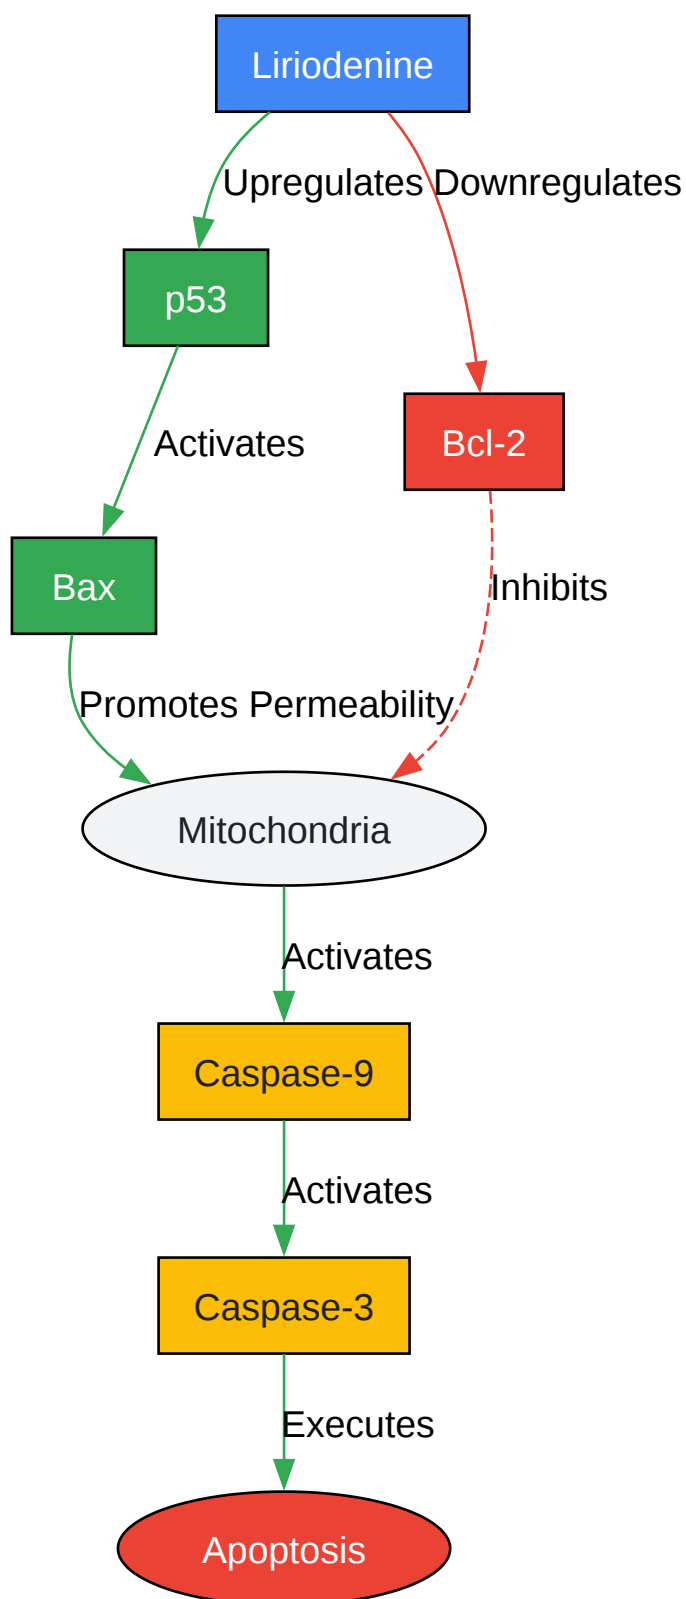 Liriodenine
Upregulates
Downregulates
p53
Activates
Bcl-2
Bax
Inhibits
Promotes Permeability
Mitochondria
Activates
Caspase-9
Activates
Caspase-3
Executes
Apoptosis